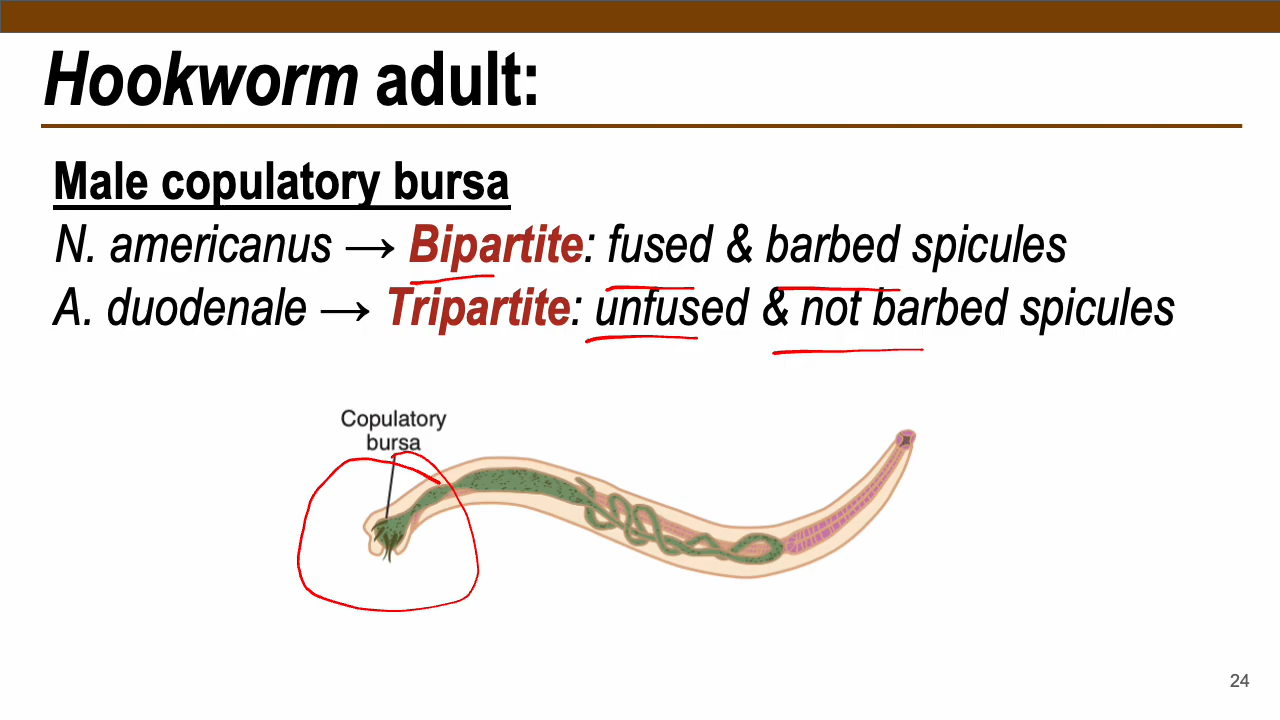 Hookworm adult:
Male copulatory bursa
N. americanus → Bipartite: fused & barbed spicules
A. duodenale → Tripartite: unfused & not barbed spicules
Copulatory
bursa
24